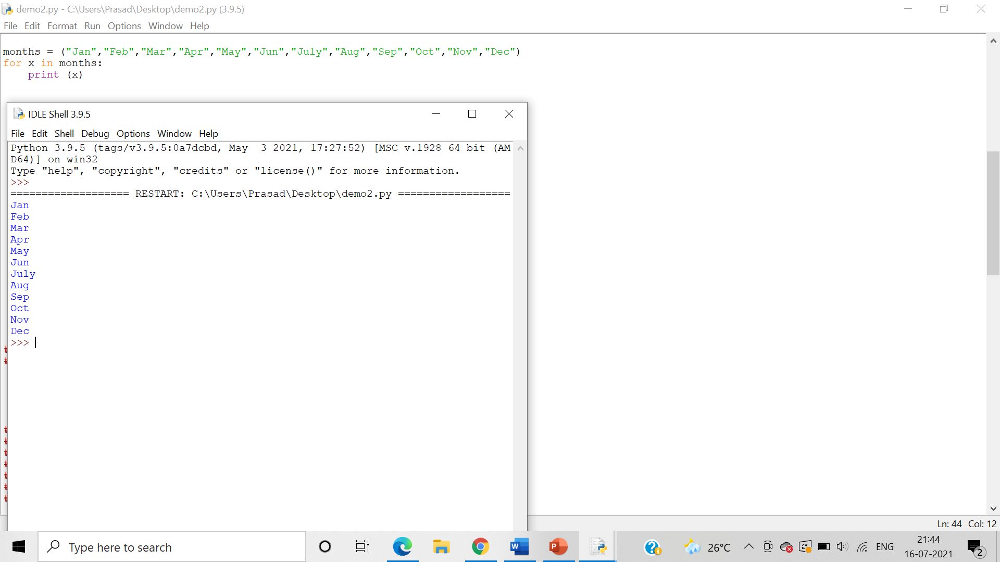 demo2.py - C:\Users\Prasad\Desktop\demo2.py (3.9.5)
File Edit Format Run Options Window Help
months = ("Jan","Feb","Mar","Apr","May","Jun","July","Aug","Sep","Oct","Nov","Dec")
for x in months:
    print (x)
IDLE Shell 3.9.5
File Edit Shell Debug Options Window Help
Python 3.9.5 (tags/v3.9.5:0a7dcbd, May  3 2021, 17:27:52) [MSC v.1928 64 bit (AM
D64)] on win32
Type "help", "copyright", "credits" or "license()" for more information.
>>>
=================== RESTART: C:\Users\Prasad\Desktop\demo2.py ==================
Jan
Feb
Mar
Apr
May
Jun
July
Aug
Sep
Oct
Nov
Dec
>>>
#
#
#
#
#
#
#
#
#
Ln: 44 Col: 12
Type here to search
26°C
ENG
21:44
16-07-2021
2